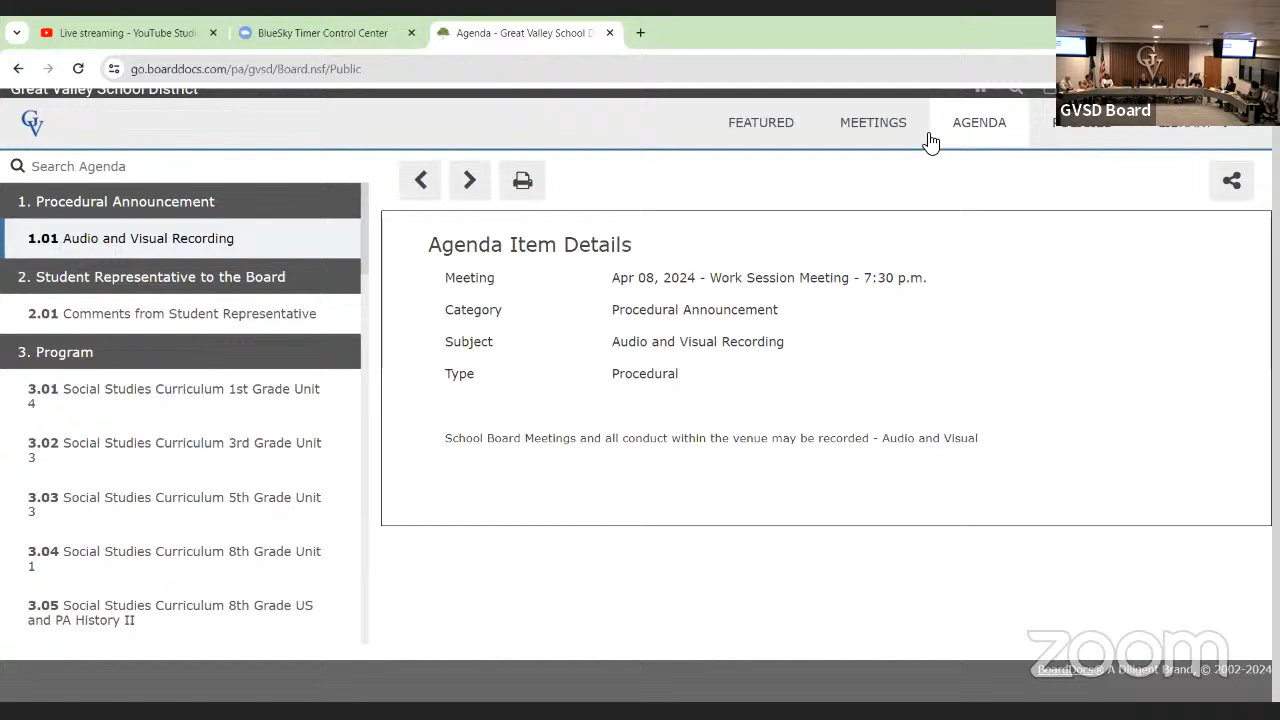 Live streaming - YouTube Stud
BlueSky Timer Control Center
Agenda - Great Valley School D
go.boarddocs.com/pa/gvsd/Board.nsf/Public
Great Valley School District
GV
FEATURED
MEETINGS
AGENDA
GVSD Board
Search Agenda
1. Procedural Announcement
1.01 Audio and Visual Recording
2. Student Representative to the Board
2.01 Comments from Student Representative
3. Program
3.01 Social Studies Curriculum 1st Grade Unit
4
3.02 Social Studies Curriculum 3rd Grade Unit
3
3.03 Social Studies Curriculum 5th Grade Unit
3
3.04 Social Studies Curriculum 8th Grade Unit
1
3.05 Social Studies Curriculum 8th Grade US
and PA History II
Agenda Item Details
Meeting Apr 08, 2024 - Work Session Meeting - 7:30 p.m.
Category Procedural Announcement
Subject Audio and Visual Recording
Type Procedural
School Board Meetings and all conduct within the venue may be recorded - Audio and Visual
zoom
BoardDocs® A Diligent Brand. © 2002-2024